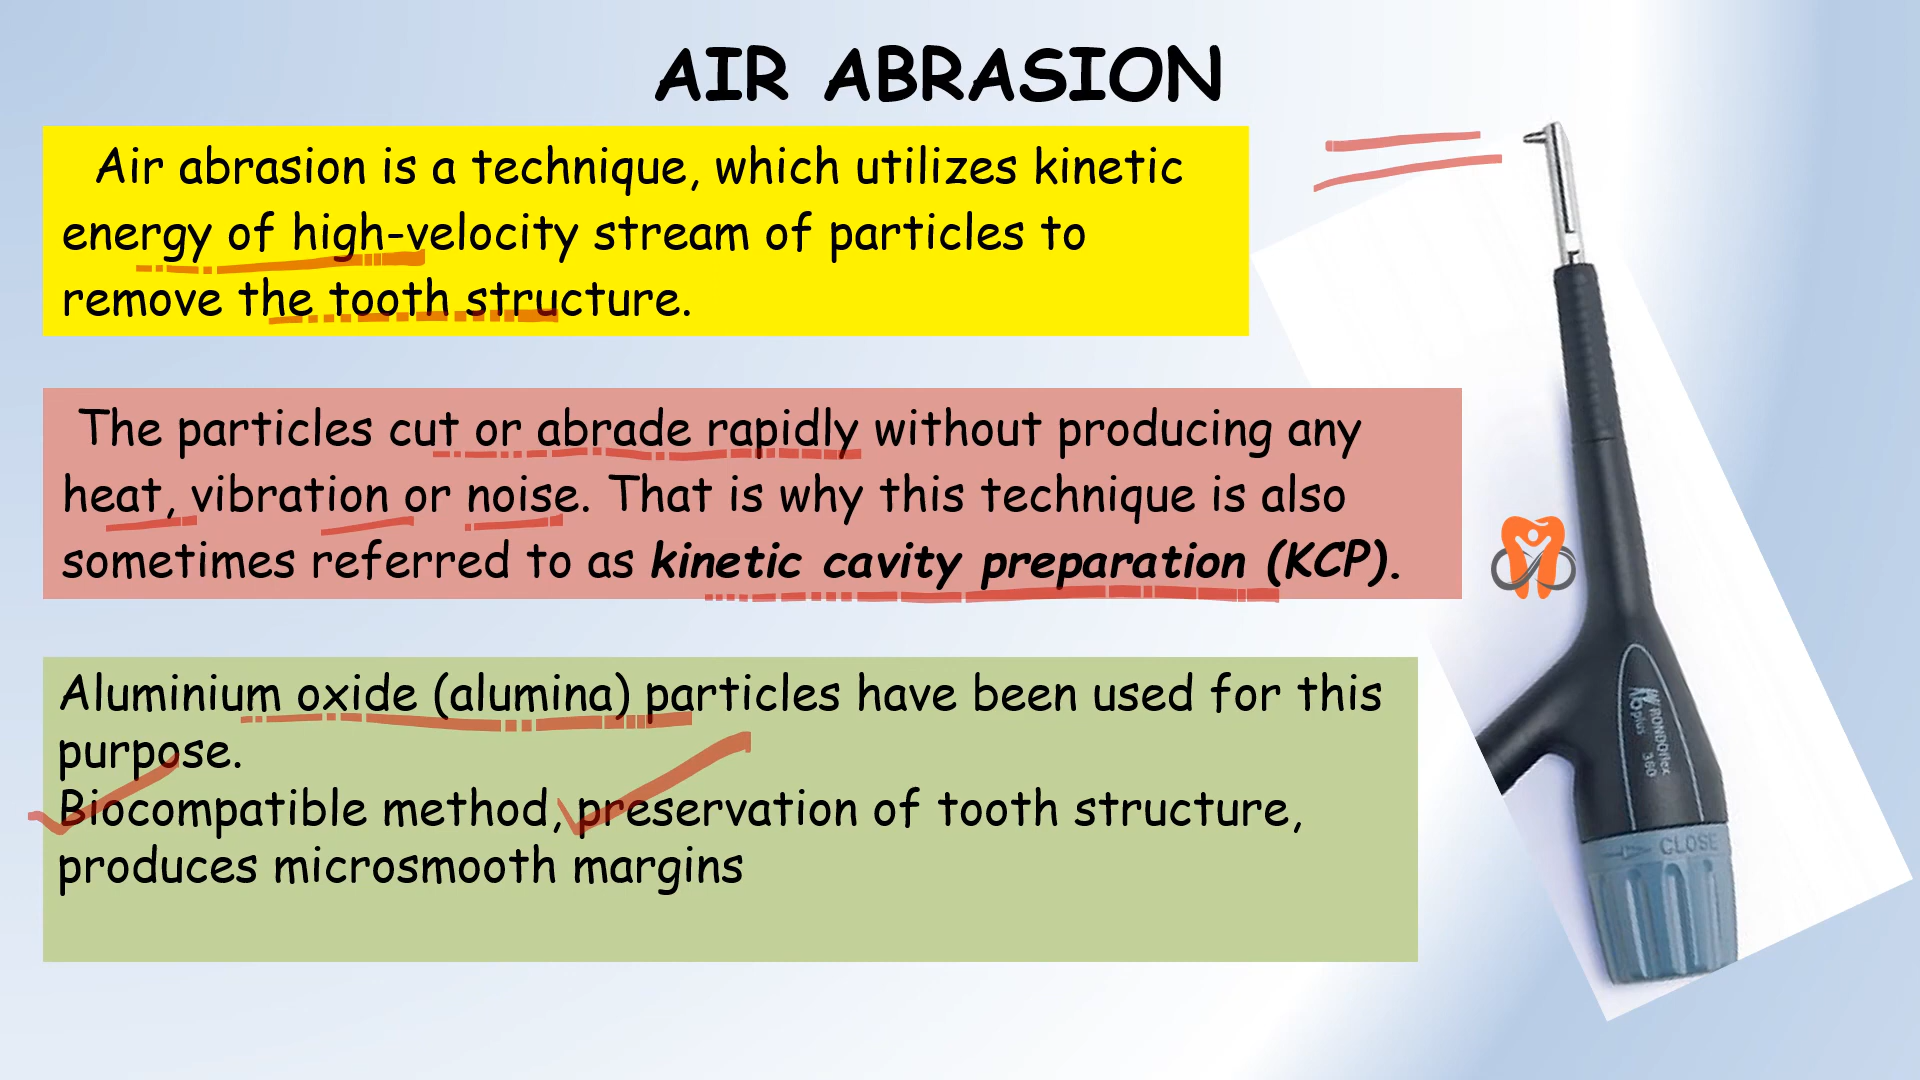 AIR ABRASION
Air abrasion is a technique, which utilizes kinetic
energy of high-velocity stream of particles to
remove the tooth structure.
The particles cut or abrade rapidly without producing any
heat, vibration or noise. That is why this technique is also
sometimes referred to as kinetic cavity preparation (KCP).
Aluminium oxide (alumina) particles have been used for this
purpose.
Biocompatible method, preservation of tooth structure,
produces microsmooth margins
RONDOflex
plus 360
CLOSE